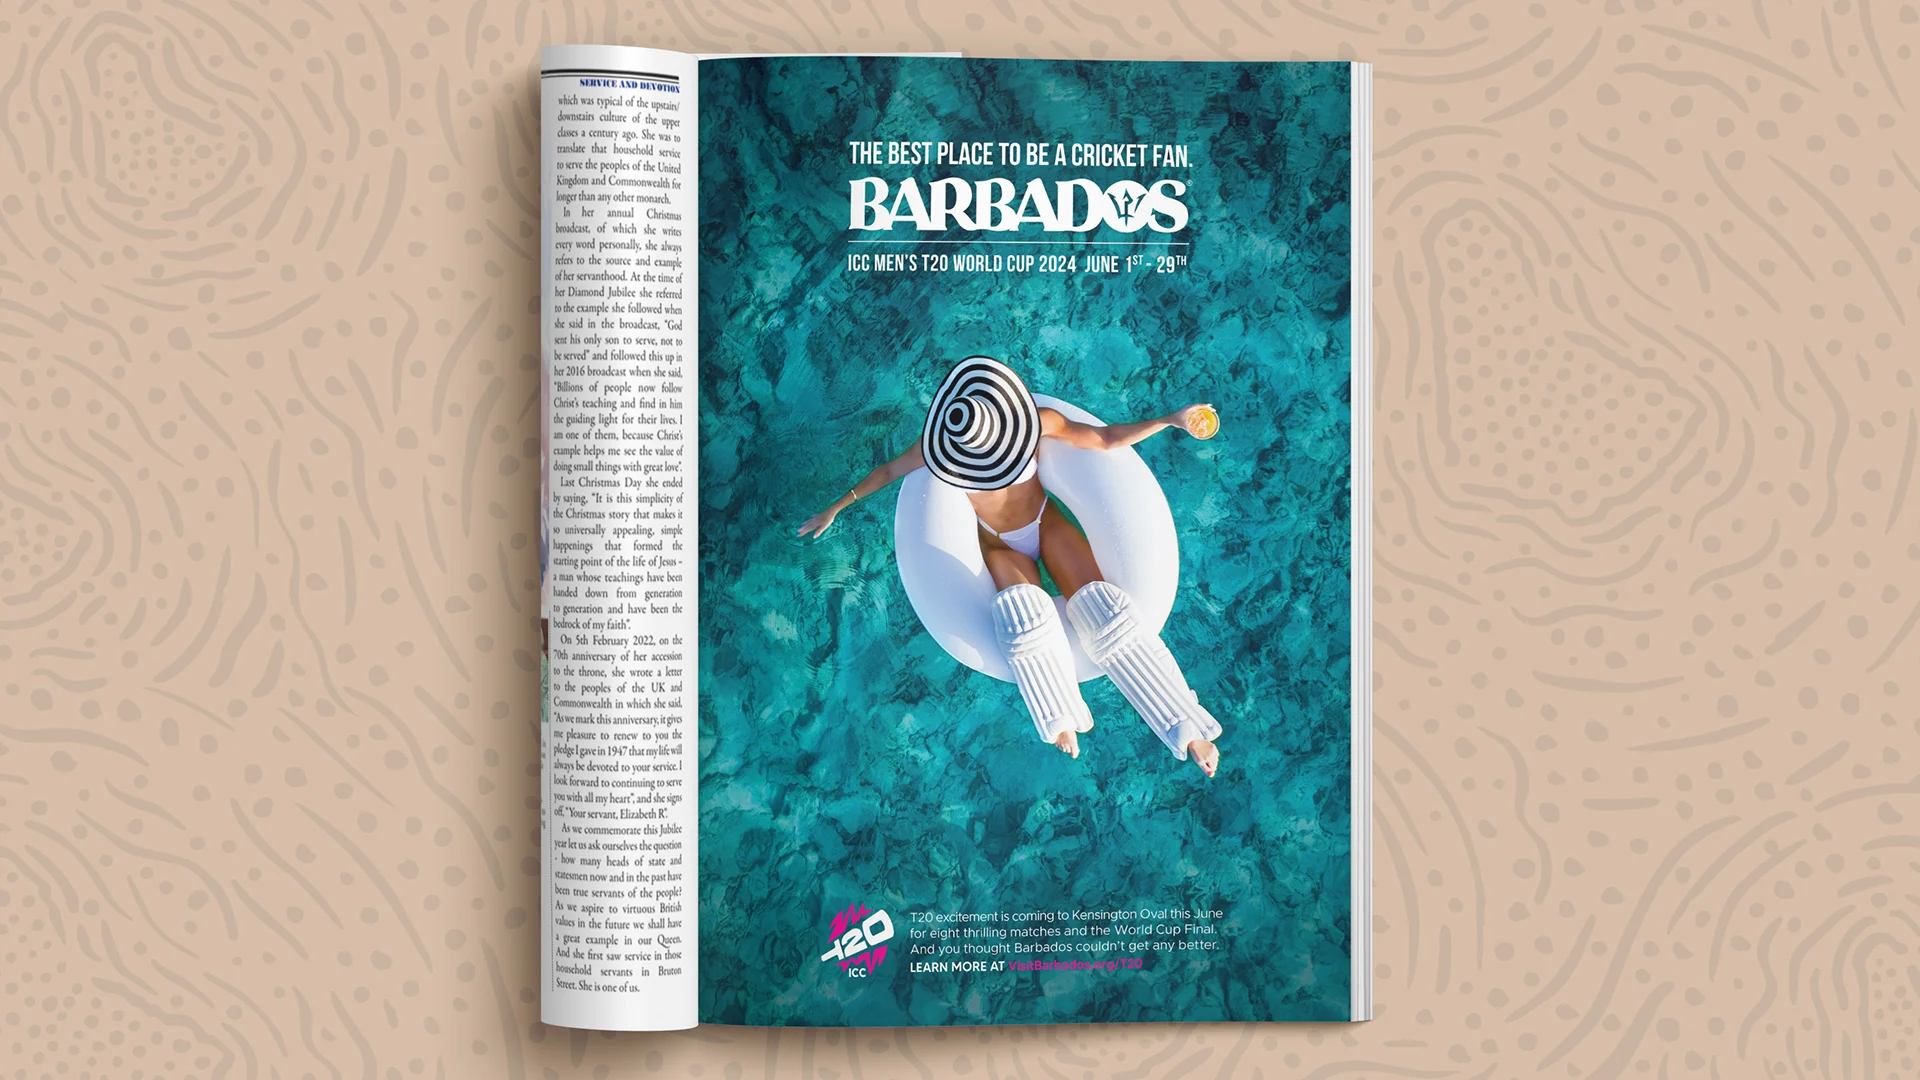 SERVICE AND DEVOTION
which was typical of the upstairs/
downstairs culture of the upper
classes a century ago. She was to
translate that household service
to serve the peoples of the United
Kingdom and Commonwealth for
longer than any other monarch.
In her annual Christmas
broadcast, of which she writes
every word personally, she always
refers to the source and example
of her servanthood. At the time of
her Diamond Jubilee she referred
to the example she followed when
she said in the broadcast, "God
sent his only son to serve, not to
be served" and followed this up in
her 2016 broadcast when she said,
"Billions of people now follow
Christ's teaching and find in him
the guiding light for their lives. I
am one of them, because Christ's
example helps me see the value of
doing small things with great love".
Last Christmas Day she ended
by saying, "It is this simplicity of
the Christmas story that makes it
so universally appealing, simple
happenings that formed the
starting point of the life of Jesus –
a man whose teachings have been
handed down from generation
to generation and have been the
bedrock of my faith".
On 5th February 2022, on the
70th anniversary of her accession
to the throne, she wrote a letter
to the peoples of the UK and
Commonwealth in which she said,
"As we mark this anniversary, it gives
me pleasure to renew to you the
pledge I gave in 1947 that my life will
always be devoted to your service. I
look forward to continuing to serve
you with all my heart", and she signs
off, "Your servant, Elizabeth R".
As we commemorate this Jubilee
year let us ask ourselves the question
- how many heads of state and
statesmen now and in the past have
been true servants of the people?
As we aspire to virtuous British
values in the future we shall have
a great example in our Queen.
And she first saw service in those
household servants in Bruton
Street. She is one of us.
THE BEST PLACE TO BE A CRICKET FAN.
BARBADOS®
ICC MEN'S T20 WORLD CUP 2024 JUNE 1ST - 29TH
T20
ICC
T20 excitement is coming to Kensington Oval this June
for eight thrilling matches and the World Cup Final.
And you thought Barbados couldn't get any better.
LEARN MORE AT VisitBarbados.org/T20